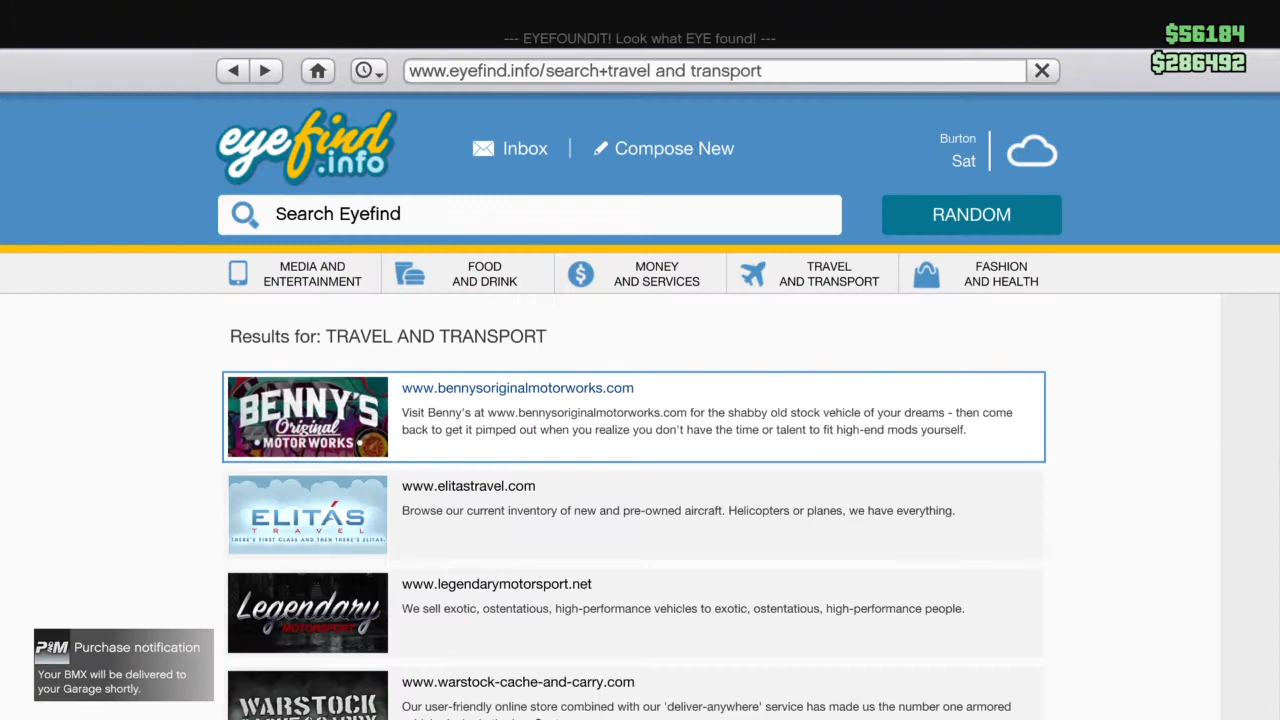 --- EYEFOUNDIT! Look what EYE found! ---
$56184
$286492
www.eyefind.info/search+travel and transport
eyefind
.info
Inbox
Compose New
Burton
Sat
Search Eyefind
RANDOM
MEDIA AND
ENTERTAINMENT
FOOD
AND DRINK
MONEY
AND SERVICES
TRAVEL
AND TRANSPORT
FASHION
AND HEALTH
Results for: TRAVEL AND TRANSPORT
BENNY'S
Original
MOTOR WORKS
www.bennysoriginalmotorworks.com
Visit Benny's at www.bennysoriginalmotorworks.com for the shabby old stock vehicle of your dreams - then come
back to get it pimped out when you realize you don't have the time or talent to fit high-end mods yourself.
ELITÁS
TRAVEL
THERE'S FIRST CLASS AND THEN THERE'S ELITAS.
www.elitastravel.com
Browse our current inventory of new and pre-owned aircraft. Helicopters or planes, we have everything.
Legendary
MOTORSPORT
www.legendarymotorsport.net
We sell exotic, ostentatious, high-performance vehicles to exotic, ostentatious, high-performance people.
WARSTOCK
www.warstock-cache-and-carry.com
Our user-friendly online store combined with our 'deliver-anywhere' service has made us the number one armored
P&M
Purchase notification
Your BMX will be delivered to
your Garage shortly.